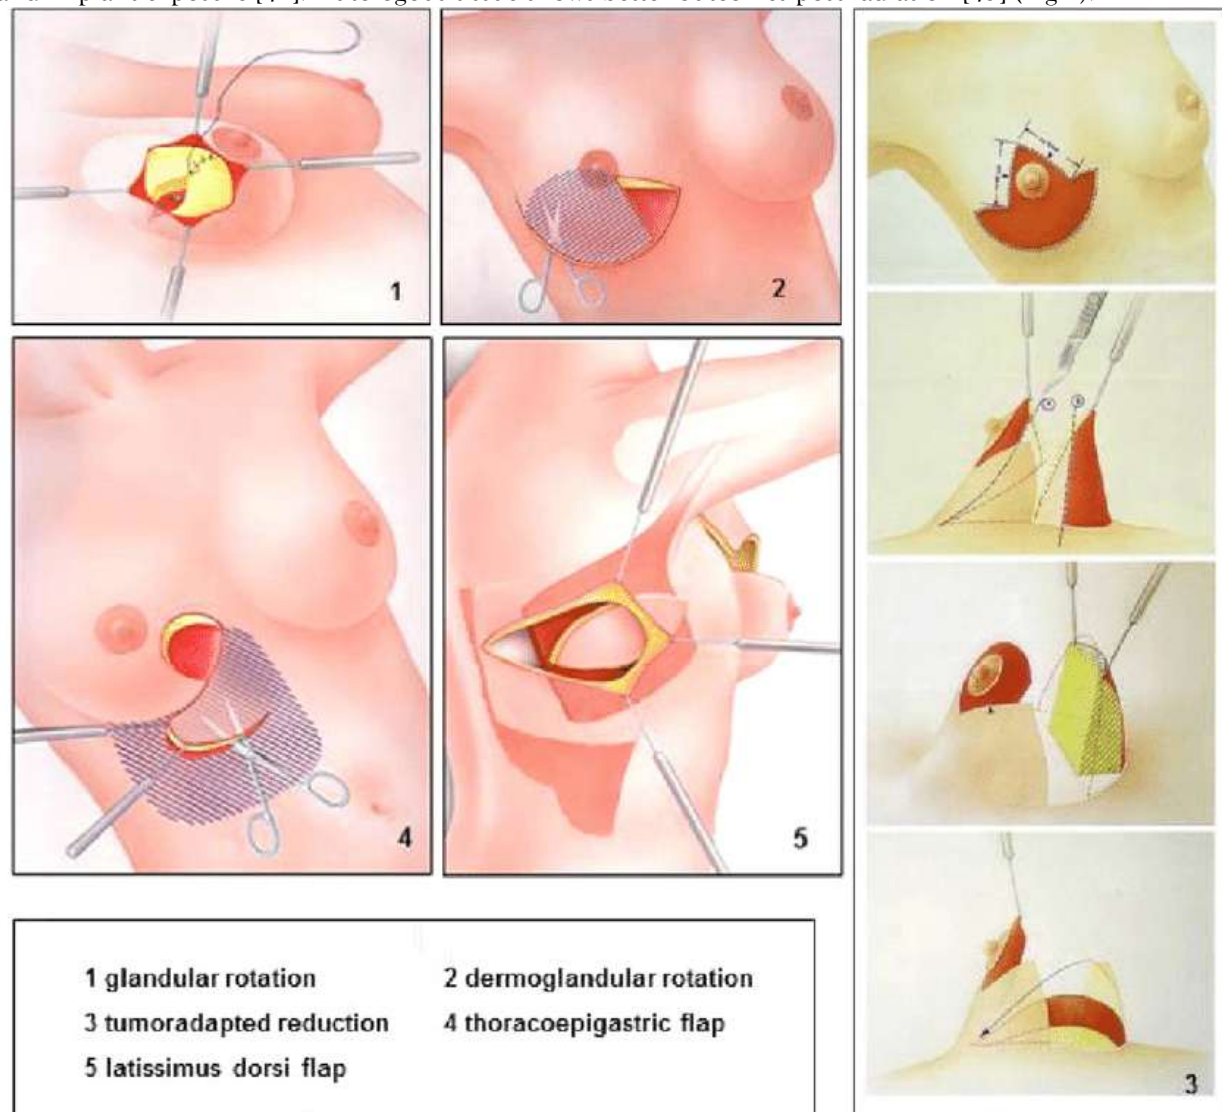 1
2
4
5
3
1 glandular rotation
2 dermoglandular rotation
3 tumoradapted reduction
4 thoracoepigastric flap
5 latissimus dorsi flap